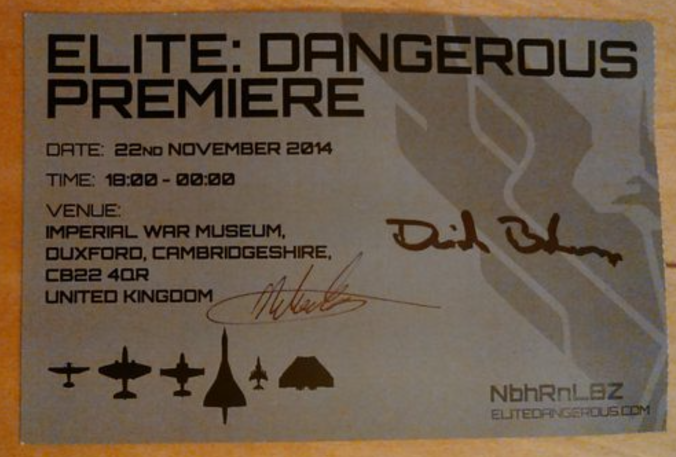 ELITE: DANGEROUS
PREMIERE
DATE: 22ND NOVEMBER 2014
TIME: 18:00 - 00:00
VENUE:
IMPERIAL WAR MUSEUM,
DUXFORD, CAMBRIDGESHIRE,
CB22 4QR
UNITED KINGDOM
NbhRnLBZ
ELITEDANGEROUS.COM